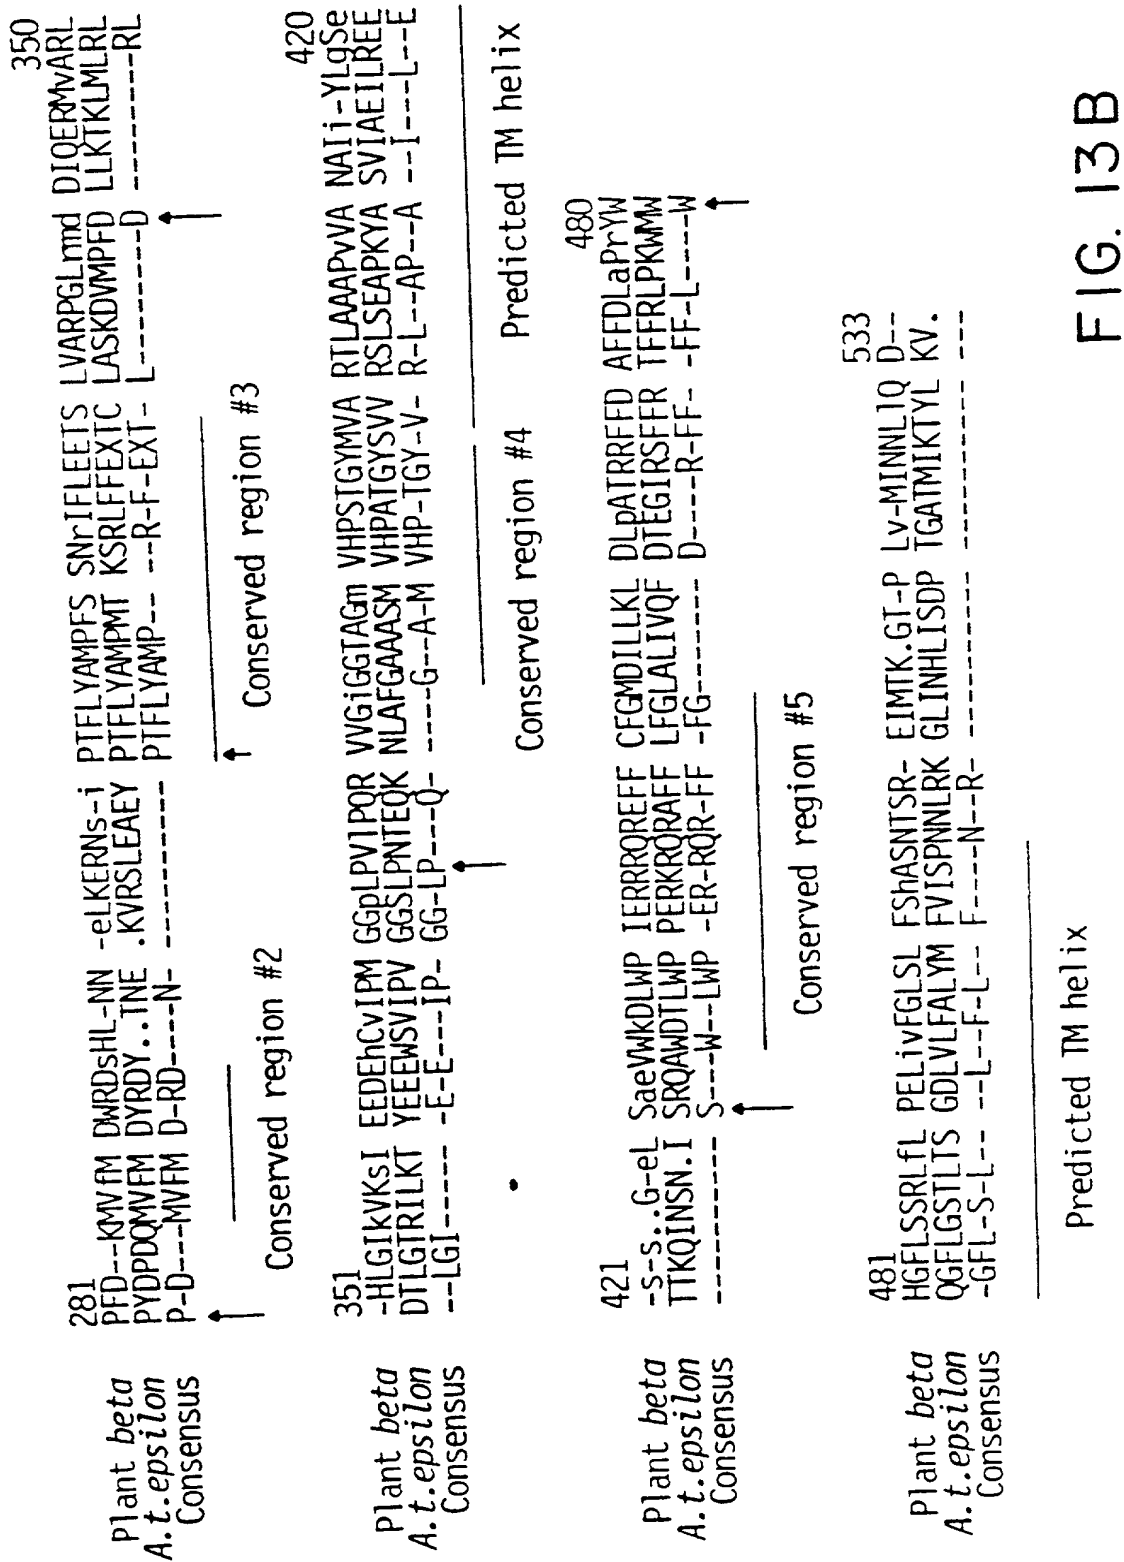 281 350
Plant beta PFD--KMVFM DWRDsHL-NN -eLKERNs-i PTFLYAMPFS SNrIFLEETS LVARPGLmmd DIQERMvARL
A.t.epsilon PYDPDQMVFM DYRDY..TNE .KVRSLEAEY PTFLYAMPMT KSRLFFEXTC LASKDVMPFD LLKTKLMLRL
Consensus P-D---MVFM D-RD----N- ---------- PTFLYAMP-- --R-F-EXT- L--------D --------RL
Conserved region #2 Conserved region #3
351 420
Plant beta -HLGIKVKsI EEDEhCvIPM GGpLPVlPQR VVGiGGTAGm VHPSTGYMVA RTLAAAPvVA NAIi-YLgSe
A.t.epsilon DTLGTRILKT YEEEWSVIPV GGSLPNTEQK NLAFGAAASM VHPATGYSVV RSLSEAPKYA SVIAEILREE
Consensus --LGI----- -E-E---IP- GG-LP---Q- ----G--A-M VHP-TGY-V- R-L--AP--A --I---L--E
Conserved region #4 Predicted TM helix
421 480
Plant beta -s-s..G-eL SaeVWKDLWP IERRRQREFF CFGMDILLKL DLpATRRFFD AFFDLaPrYW
A.t.epsilon TTKQINSN.I SRQAWDTLWP PERKRQRAFF LFGLALIVQF DTEGIRSFFR TFFRLPKWMW
Consensus ---------- S---W--LWP -ER-RQR-FF -FG------- D----R-FF- -FF-L----W
Conserved region #5
481 533
Plant beta HGFLSSRLfL PELivFGLSL FShASNTSR- EIMTK.GT-P Lv-MINNLlQ D--
A.t.epsilon QGFLGSTLTS GDLVLFALYM FVISPNNLRK GLINHLISDP TGATMIKTYL KV.
Consensus -GFL-S-L-- --L--F-L-- F----N--R- ---------- ---------- ---
Predicted TM helix
FIG. 13B